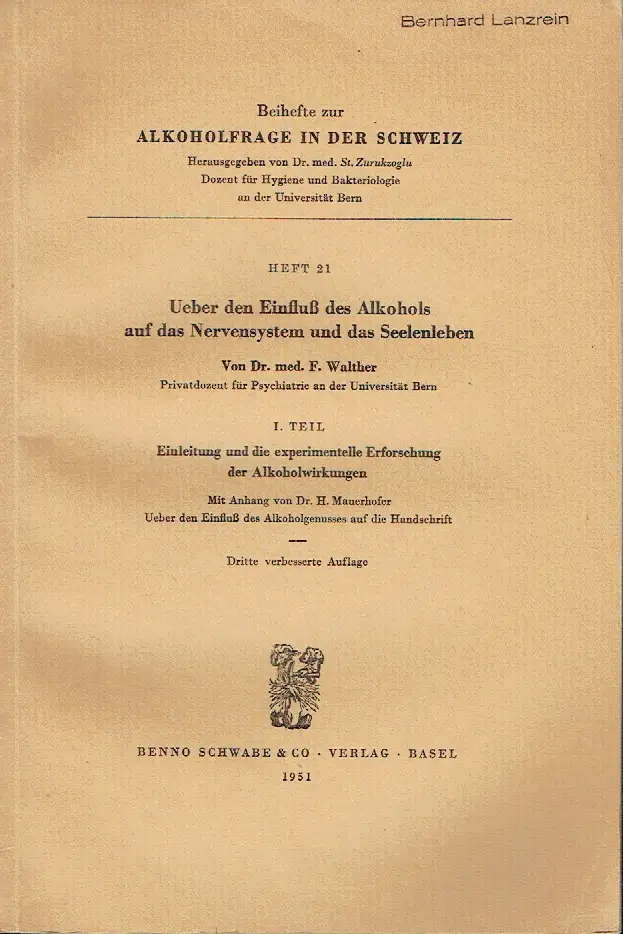 Bernhard Lanzrein
Beihefte zur
ALKOHOLFRAGE IN DER SCHWEIZ
Herausgegeben von Dr. med. St. Zurukzoglu
Dozent für Hygiene und Bakteriologie
an der Universität Bern
HEFT 21
Ueber den Einfluß des Alkohols
auf das Nervensystem und das Seelenleben
Von Dr. med. F. Walther
Privatdozent für Psychiatrie an der Universität Bern
I. TEIL
Einleitung und die experimentelle Erforschung
der Alkoholwirkungen
Mit Anhang von Dr. H. Mauerhofer
Ueber den Einfluß des Alkoholgenusses auf die Handschrift
Dritte verbesserte Auflage
BENNO SCHWABE & CO · VERLAG · BASEL
1951